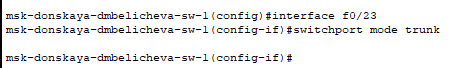 msk-donskaya-dmbelicheva-sw-1(config)#interface f0/23
msk-donskaya-dmbelicheva-sw-1(config-if)#switchport mode trunk
msk-donskaya-dmbelicheva-sw-1(config-if)#